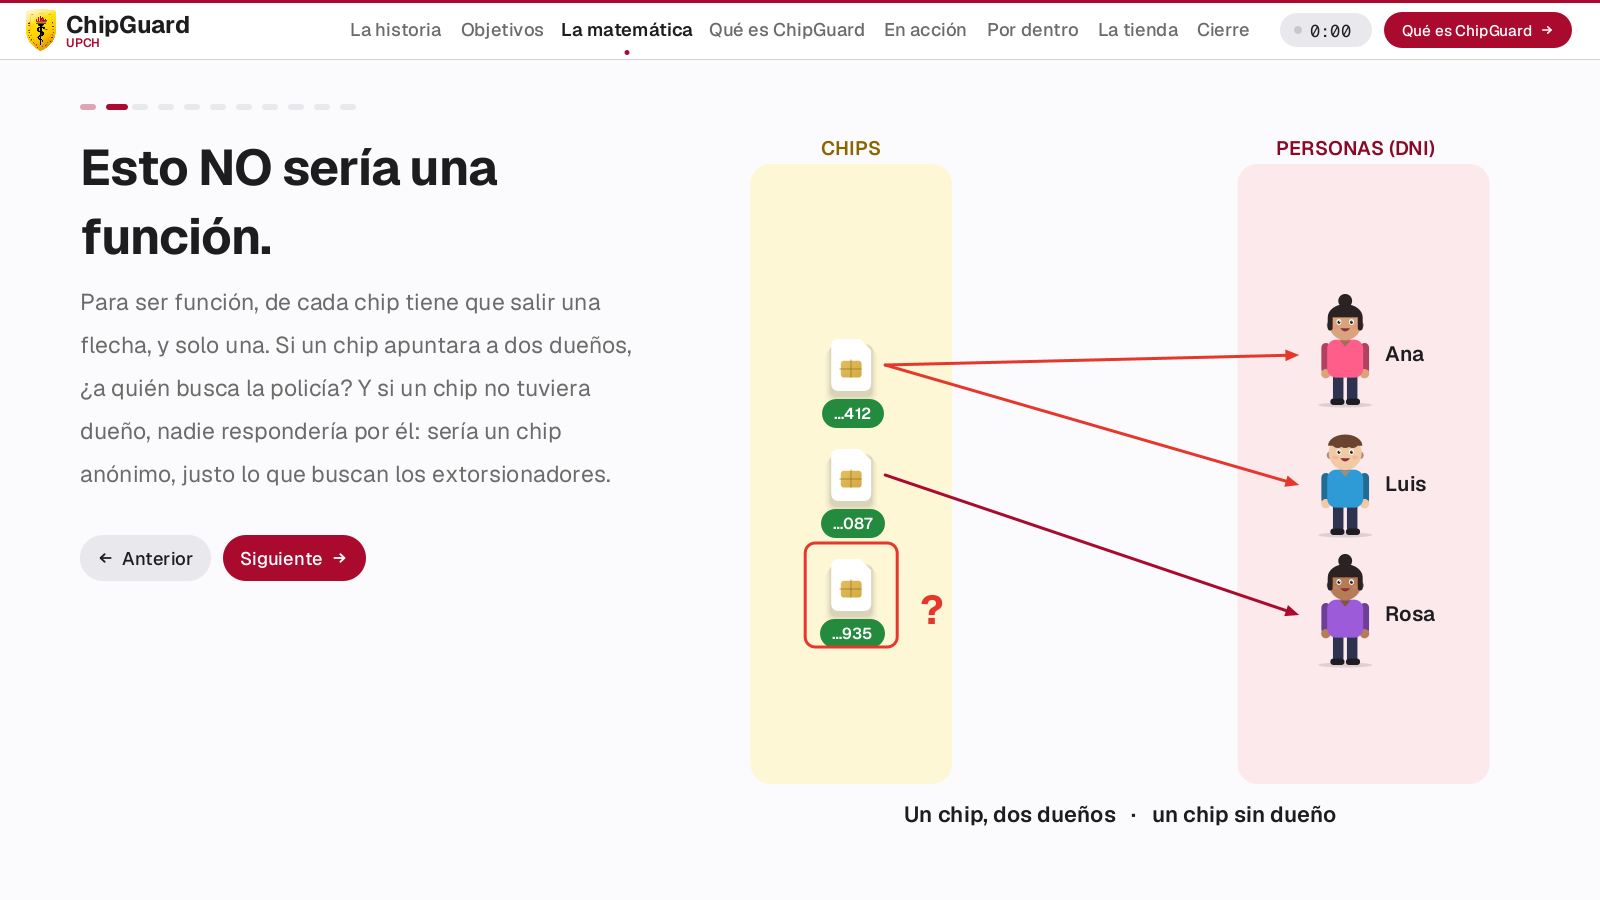 ChipGuard
UPCH
La historia
Objetivos
La matemática
Qué es ChipGuard
En acción
Por dentro
La tienda
Cierre
0:00
Qué es ChipGuard →
Esto NO sería una
función.
Para ser función, de cada chip tiene que salir una
flecha, y solo una. Si un chip apuntara a dos dueños,
¿a quién busca la policía? Y si un chip no tuviera
dueño, nadie respondería por él: sería un chip
anónimo, justo lo que buscan los extorsionadores.
← Anterior
Siguiente →
CHIPS
PERSONAS (DNI)
...412
...087
...935
?
Ana
Luis
Rosa
Un chip, dos dueños · un chip sin dueño